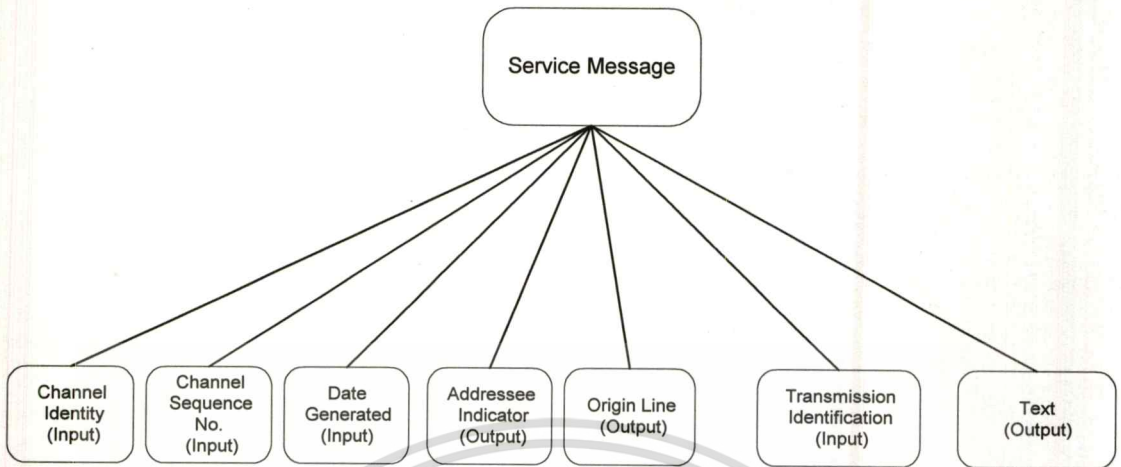 Service Message
Channel
Identity
(Input)
Channel
Sequence
No.
(Input)
Date
Generated
(Input)
Addressee
Indicator
(Output)
Origin Line
(Output)
Transmission
Identification
(Input)
Text
(Output)